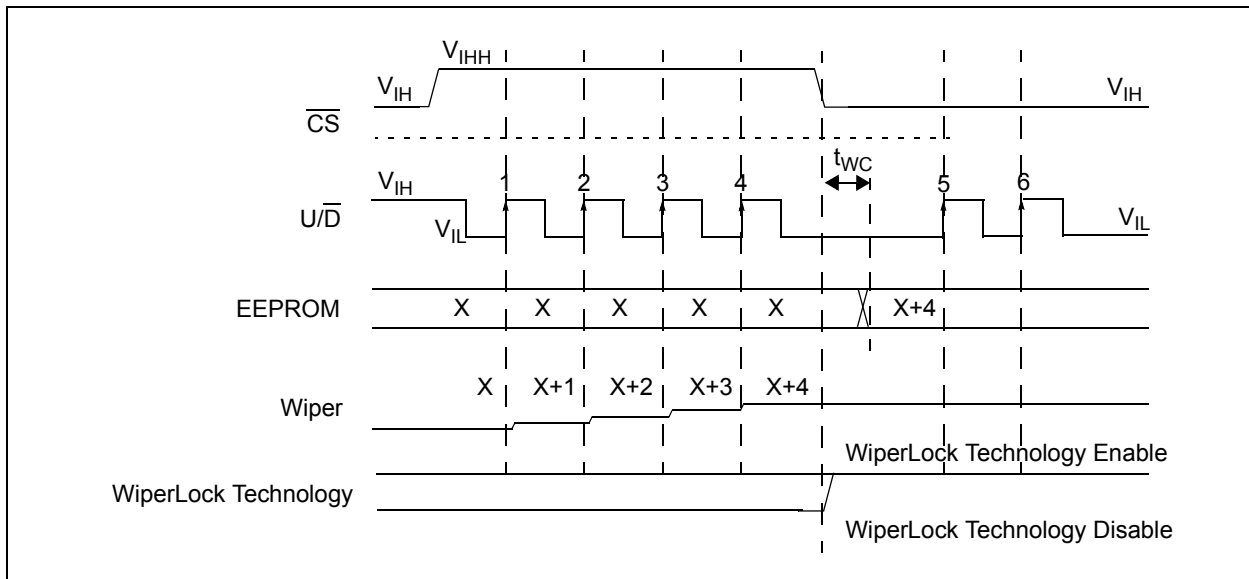 V_IHH
V_IH V_IH
C̅S̅
t_WC
V_IH 1 2 3 4 5 6
U/D̅
V_IL V_IL
EEPROM X X X X X X+4
X X+1 X+2 X+3 X+4
Wiper
WiperLock Technology Enable
WiperLock Technology
WiperLock Technology Disable